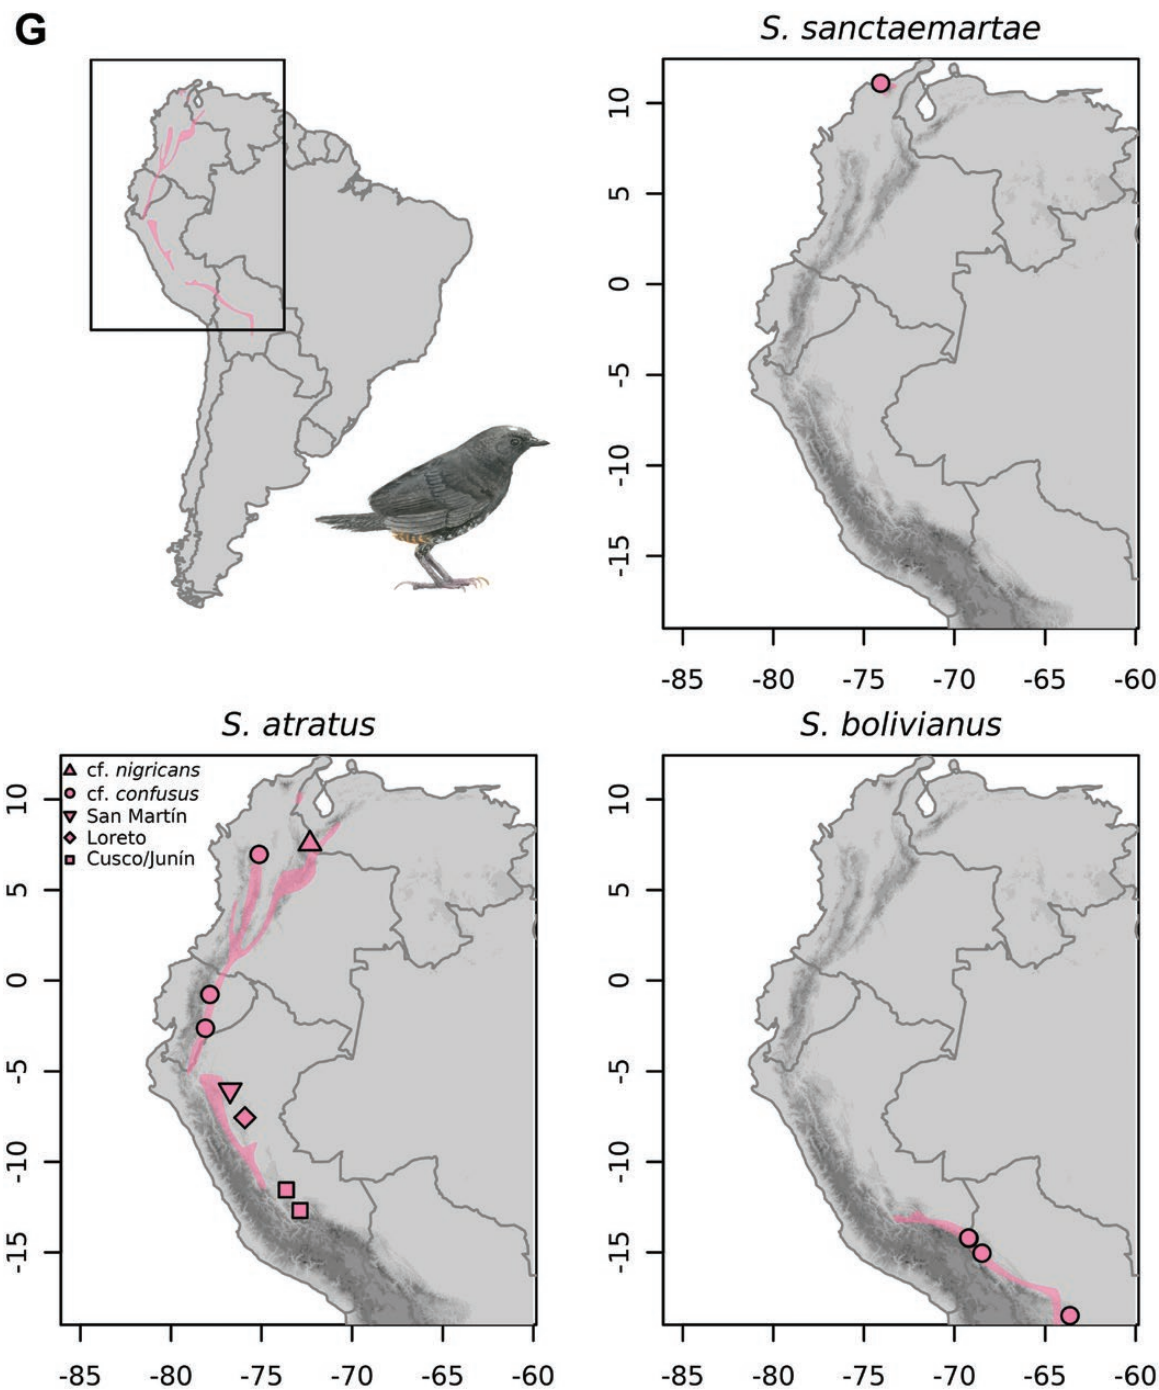 G
S. sanctaemartae
10
5
0
-5
-10
-15
-85 -80 -75 -70 -65 -60
S. atratus
cf. nigricans
cf. confusus
San Martín
Loreto
Cusco/Junín
10
5
0
-5
-10
-15
-85 -80 -75 -70 -65 -60
S. bolivianus
10
5
0
-5
-10
-15
-85 -80 -75 -70 -65 -60